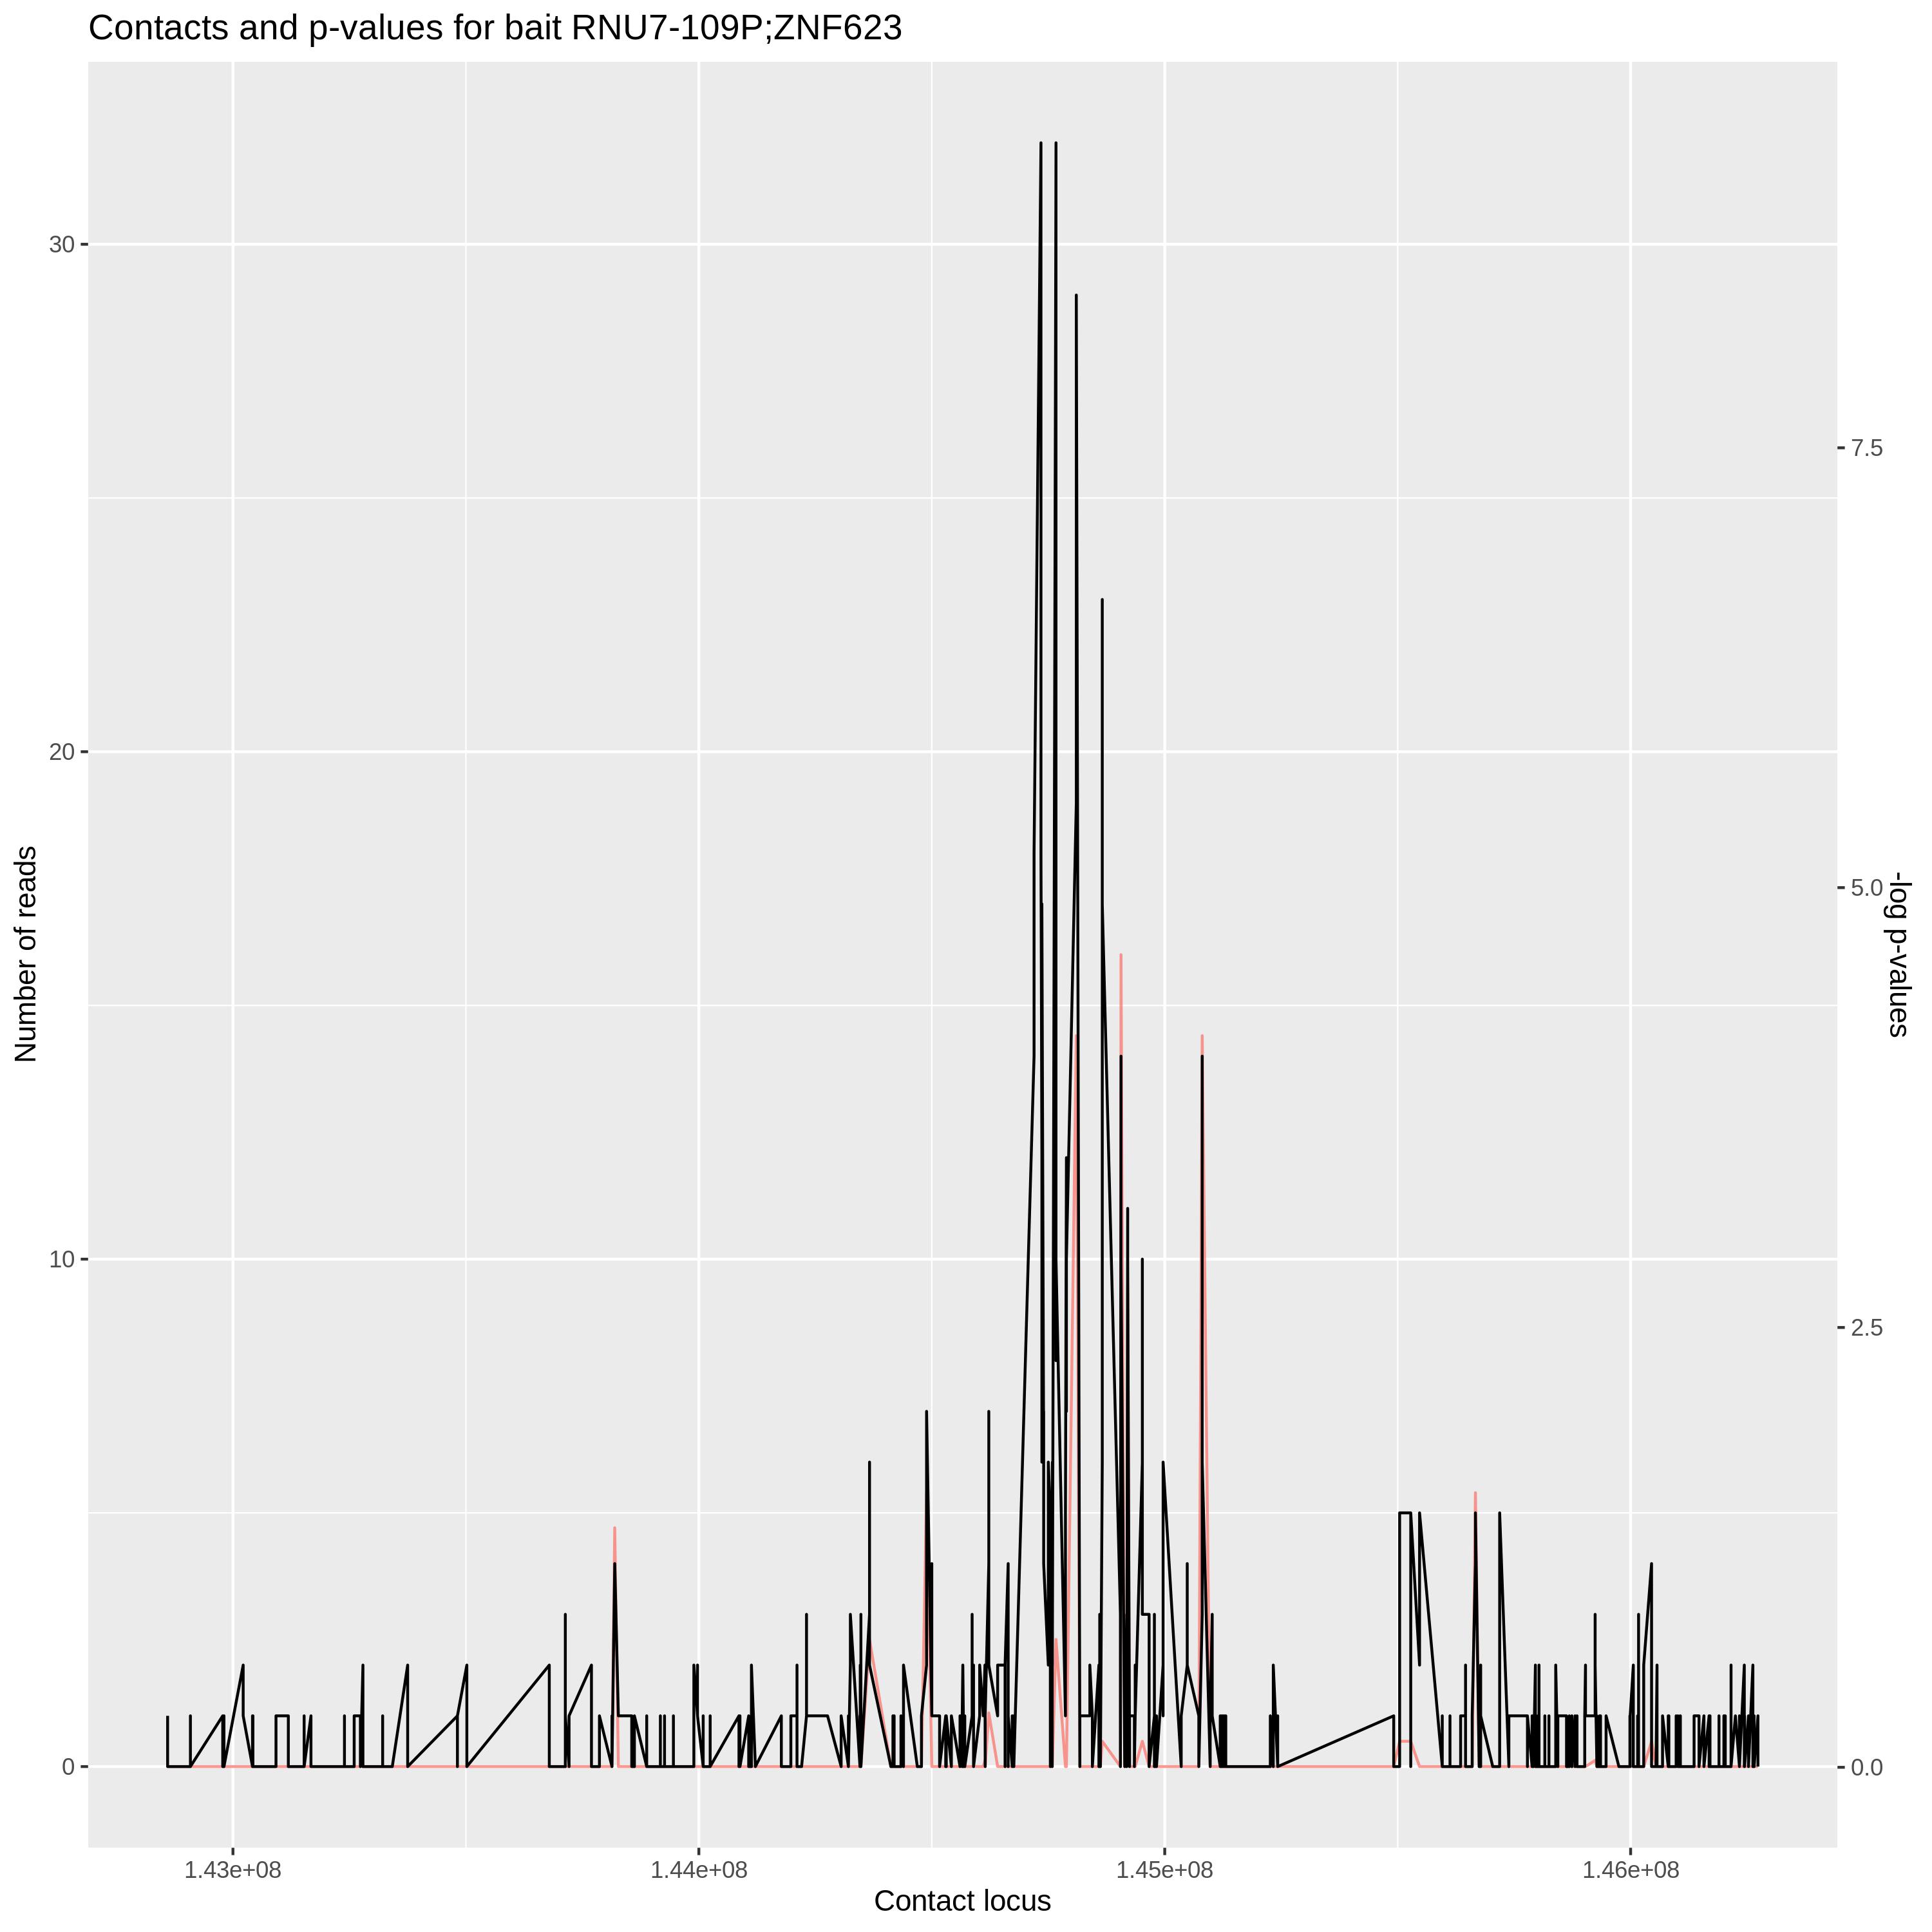 Contacts and p-values for bait RNU7-109P;ZNF623
30
20
10
0
Number of reads
7.5
5.0
2.5
0.0
-log p-values
1.43e+08
1.44e+08
1.45e+08
1.46e+08
Contact locus